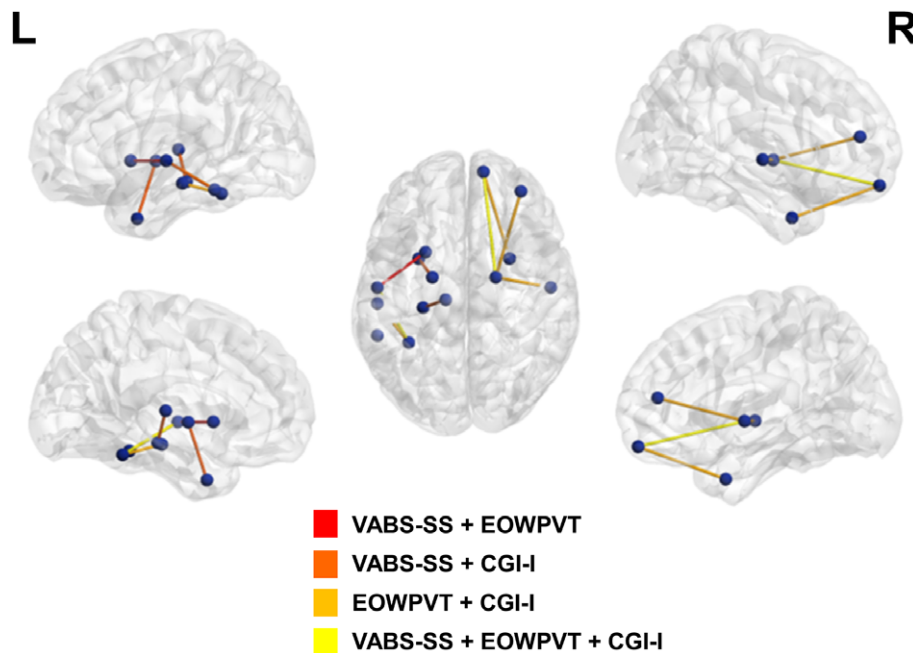 L
R
VABS-SS + EOWPVT
VABS-SS + CGI-I
EOWPVT + CGI-I
VABS-SS + EOWPVT + CGI-I